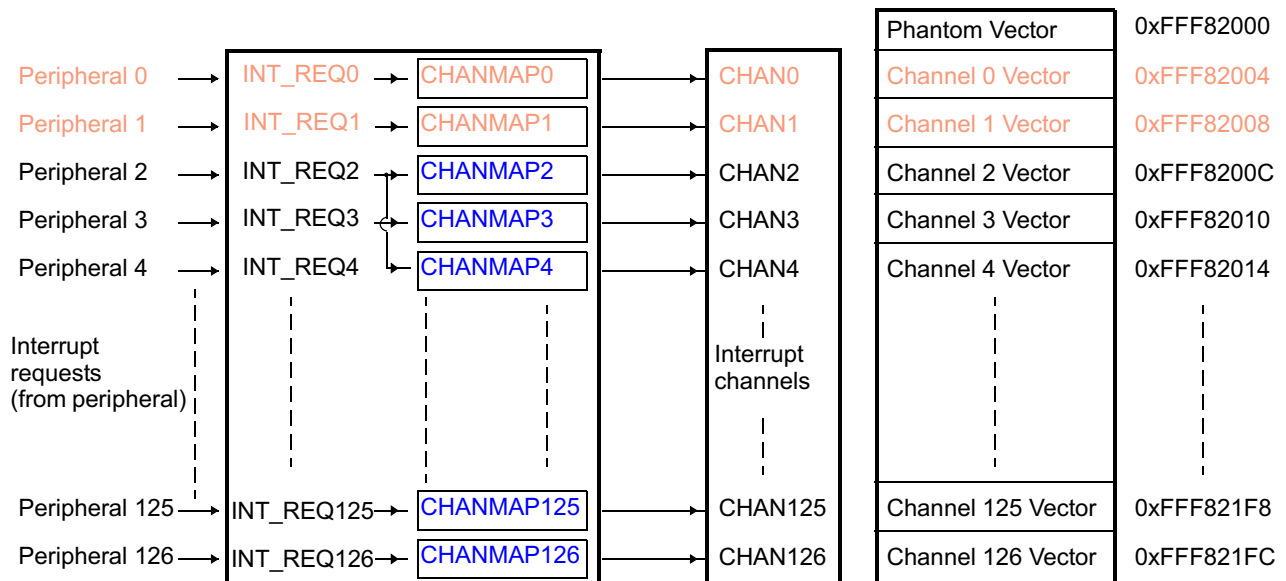 Phantom Vector 0xFFF82000
Peripheral 0 INT_REQ0 CHANMAP0 CHAN0 Channel 0 Vector 0xFFF82004
Peripheral 1 INT_REQ1 CHANMAP1 CHAN1 Channel 1 Vector 0xFFF82008
Peripheral 2 INT_REQ2 CHANMAP2 CHAN2 Channel 2 Vector 0xFFF8200C
Peripheral 3 INT_REQ3 CHANMAP3 CHAN3 Channel 3 Vector 0xFFF82010
Peripheral 4 INT_REQ4 CHANMAP4 CHAN4 Channel 4 Vector 0xFFF82014
Interrupt
requests
(from peripheral)
Interrupt
channels
Peripheral 125 INT_REQ125 CHANMAP125 CHAN125 Channel 125 Vector 0xFFF821F8
Peripheral 126 INT_REQ126 CHANMAP126 CHAN126 Channel 126 Vector 0xFFF821FC